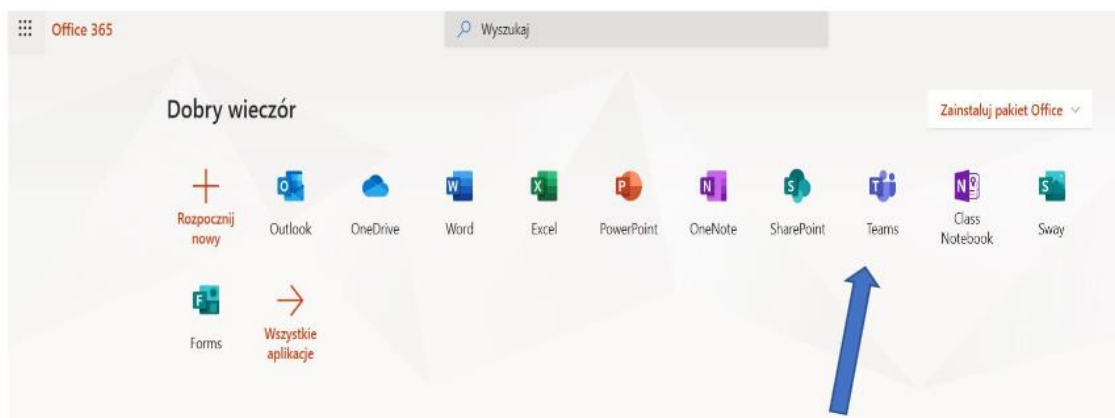 Office 365
Wyszukaj
Dobry wieczór
Zainstaluj pakiet Office
Rozpocznij
nowy
Outlook
OneDrive
Word
Excel
PowerPoint
OneNote
SharePoint
Teams
Class
Notebook
Sway
Forms
Wszystkie
aplikacje